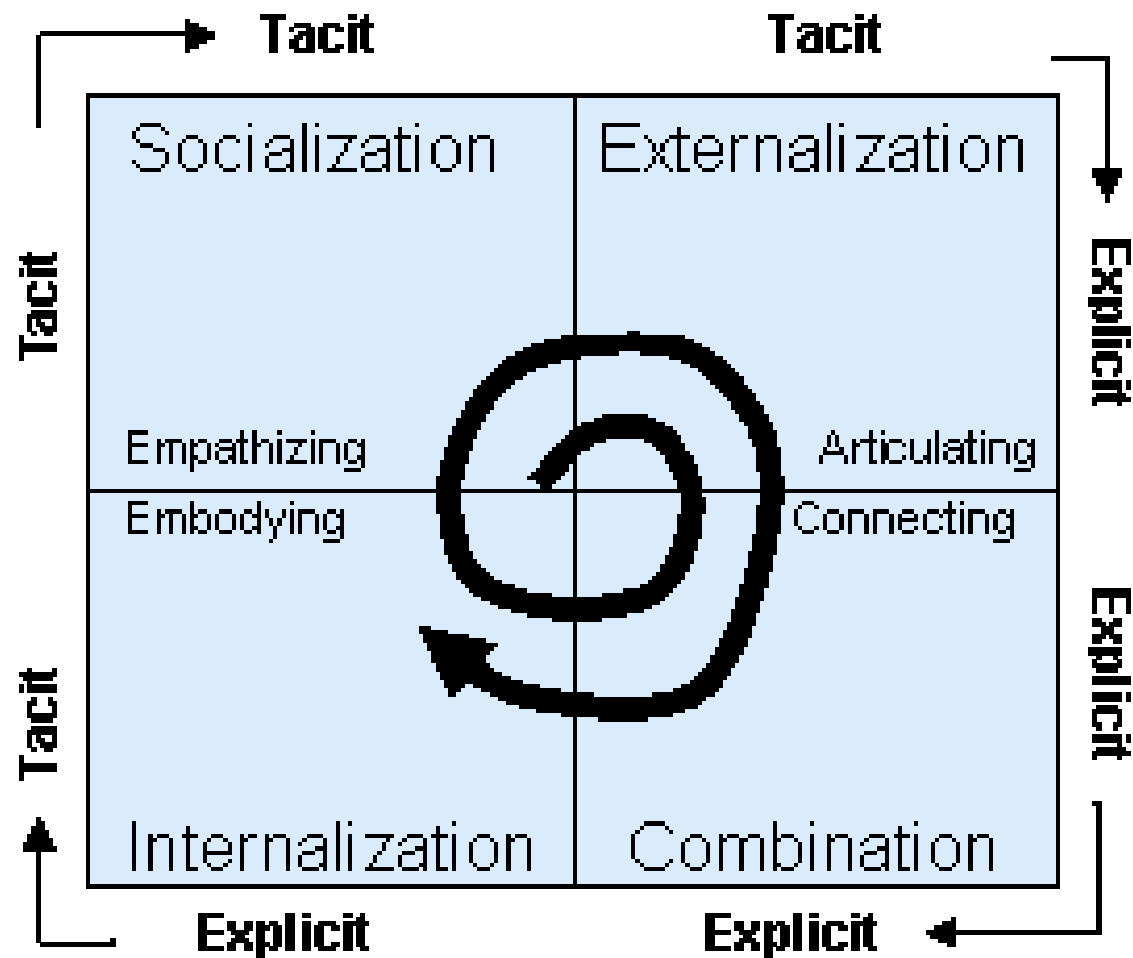 Tacit Tacit
Socialization Externalization
Tacit Explicit
Empathizing Articulating
Embodying Connecting
Tacit Explicit
Internalization Combination
Explicit Explicit